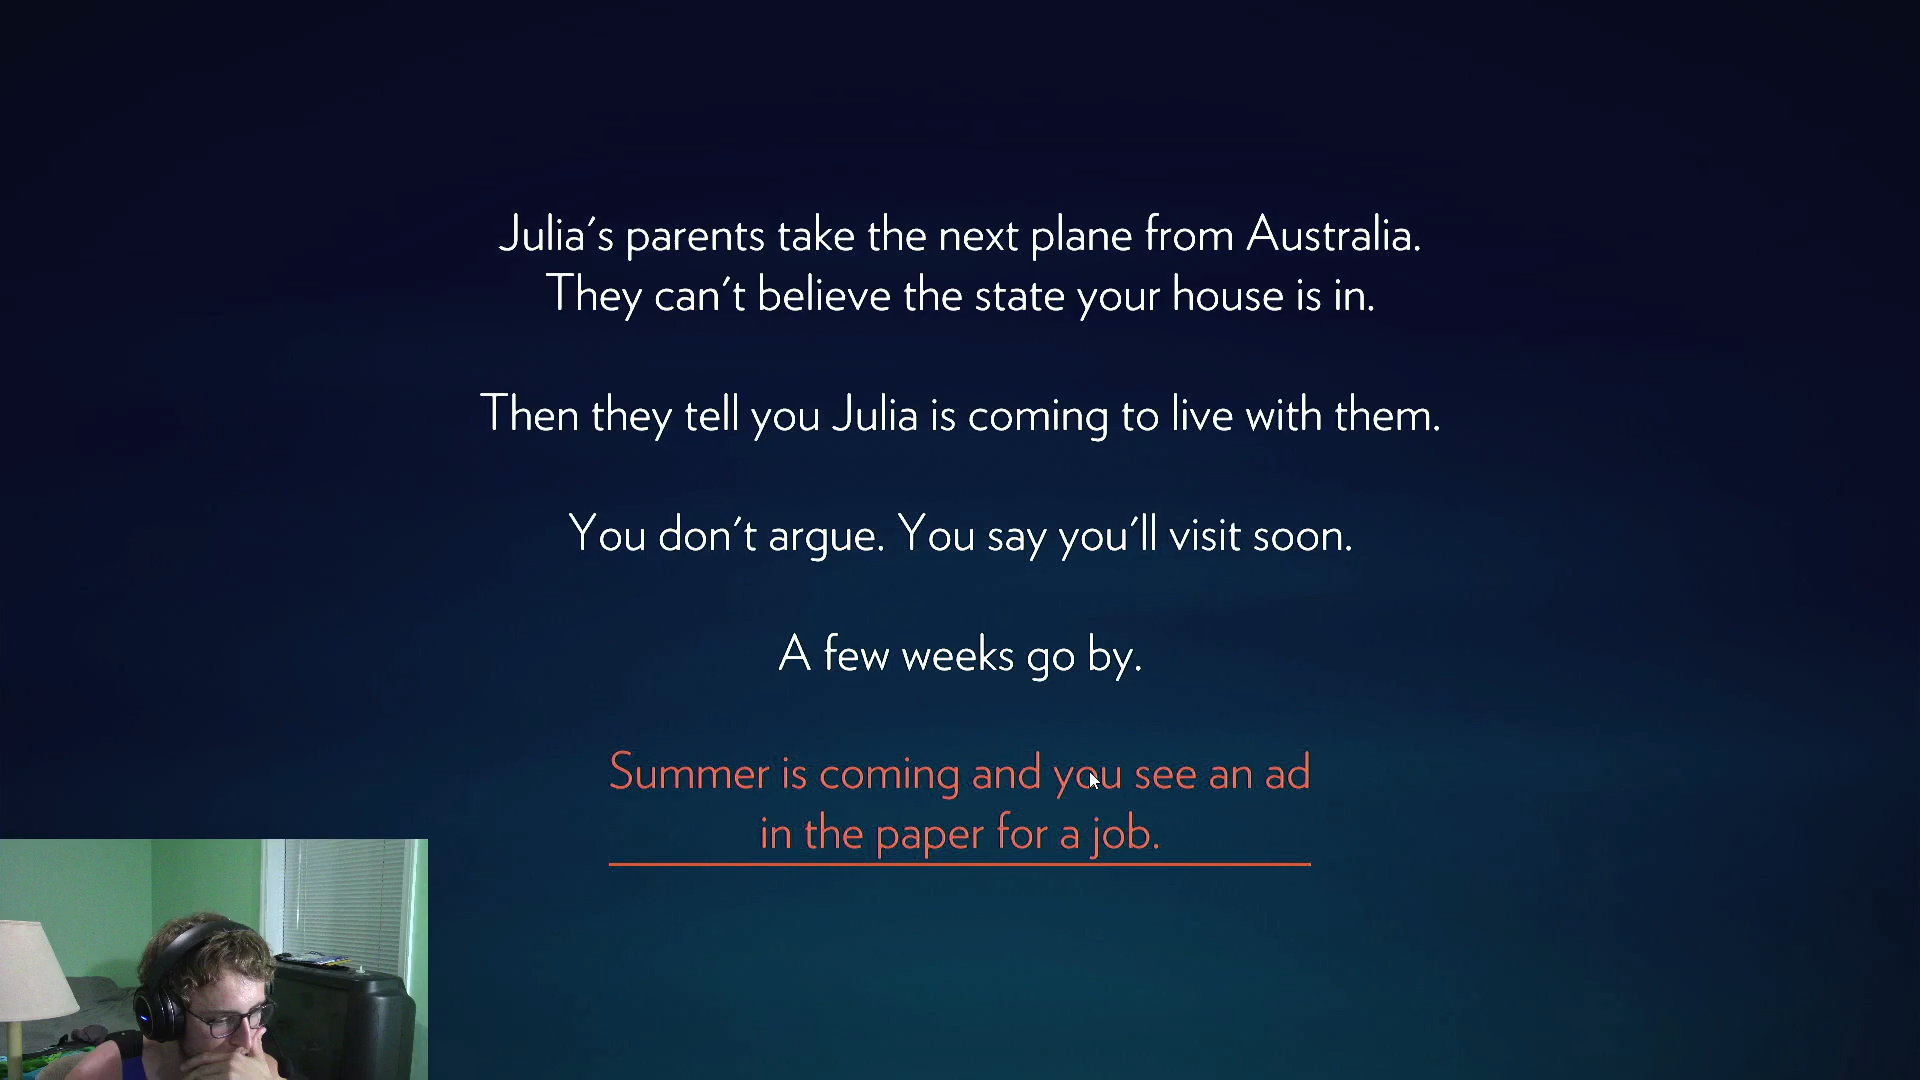 Julia's parents take the next plane from Australia.
They can't believe the state your house is in.
Then they tell you Julia is coming to live with them.
You don't argue. You say you'll visit soon.
A few weeks go by.
Summer is coming and you see an ad
in the paper for a job.